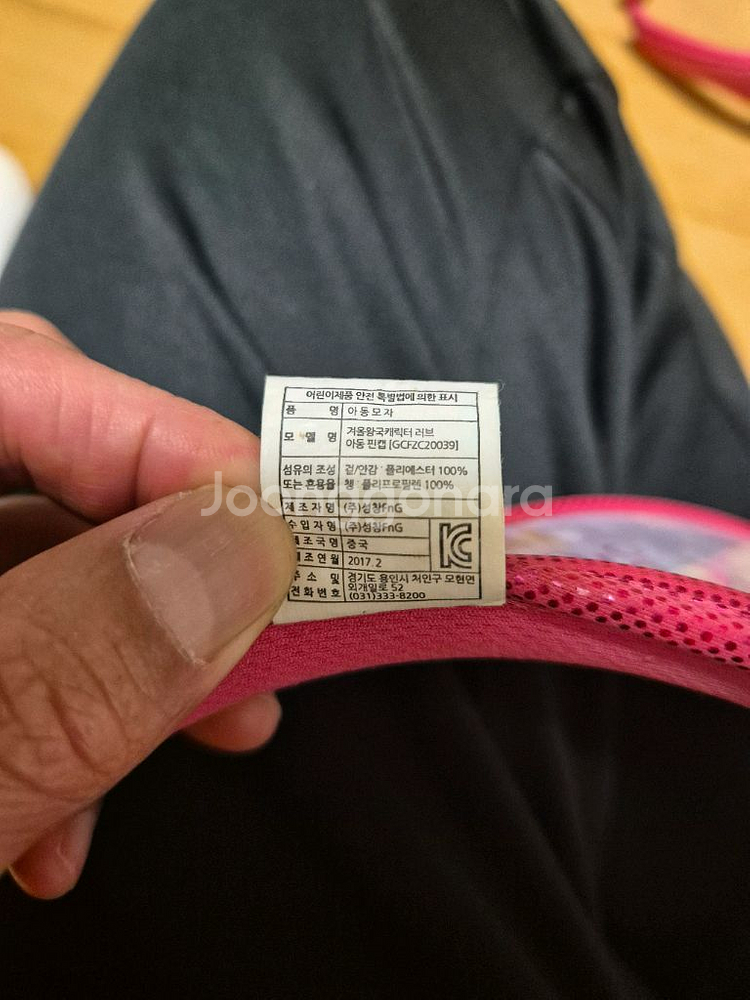 어린이제품 안전 특별법에 의한 표시
품 명 아동모자
모 델 명 겨울왕국캐릭터 러브
아동 핀캡 [GCFZC20039]
섬유의 조성 겉/안감 : 폴리에스터 100%
또는 혼용율 챙 : 폴리프로필렌 100%
제조자명 (주)성창FnG
수입자명 (주)성창FnG
제조국명 중국
제조연월 2017.2
주 소 및 경기도 용인시 처인구 모현면
외개일로 52
전화번호 (031)333-8200
Joongonara